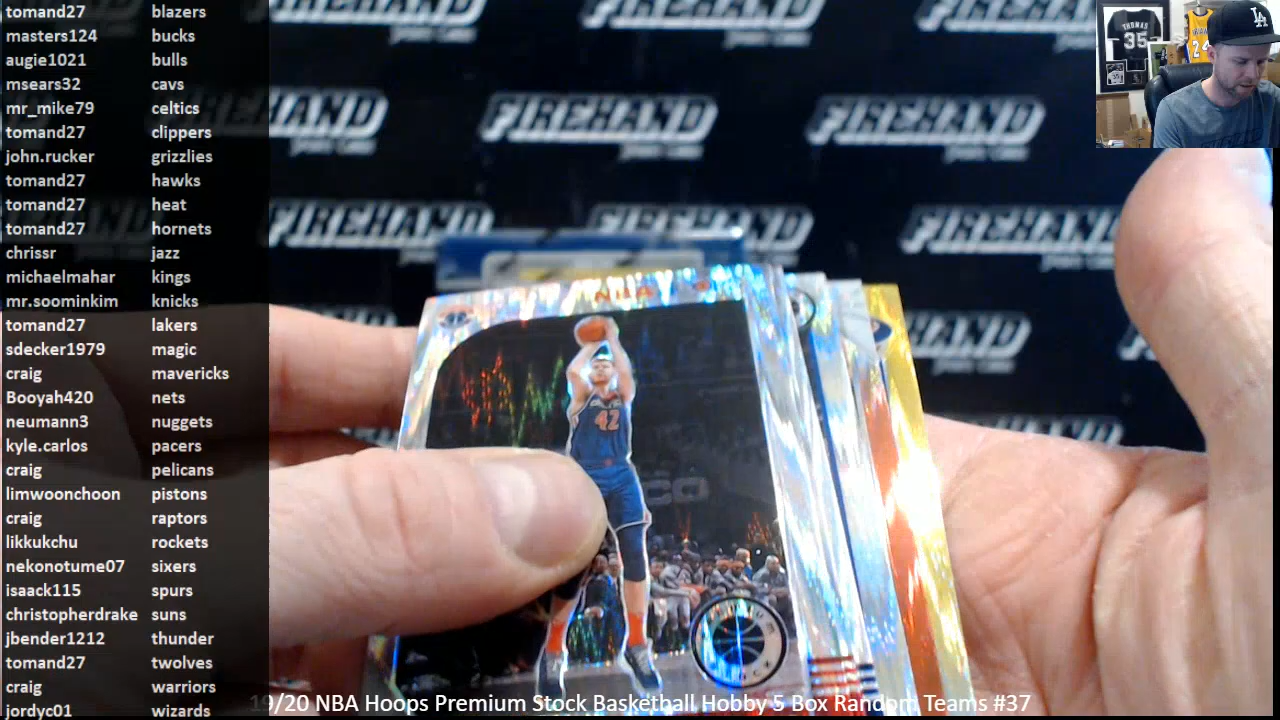 tomand27 blazers
masters124 bucks
augie1021 bulls
msears32 cavs
mr_mike79 celtics
tomand27 clippers
john.rucker grizzlies
tomand27 hawks
tomand27 heat
tomand27 hornets
chrissr jazz
michaelmahar kings
mr.soominkim knicks
tomand27 lakers
sdecker1979 magic
craig mavericks
Booyah420 nets
neumann3 nuggets
kyle.carlos pacers
craig pelicans
limwoonchoon pistons
craig raptors
likkukchu rockets
nekonotume07 sixers
isaack115 spurs
christopherdrake suns
jbender1212 thunder
tomand27 twolves
craig warriors
jordyc01 wizards
FIREHAND FIREHAND FIREHAND
FIREHAND FIREHAND FIREHAND
THOMAS
35
24
LA
42
19/20 NBA Hoops Premium Stock Basketball Hobby 5 Box Random Teams #37